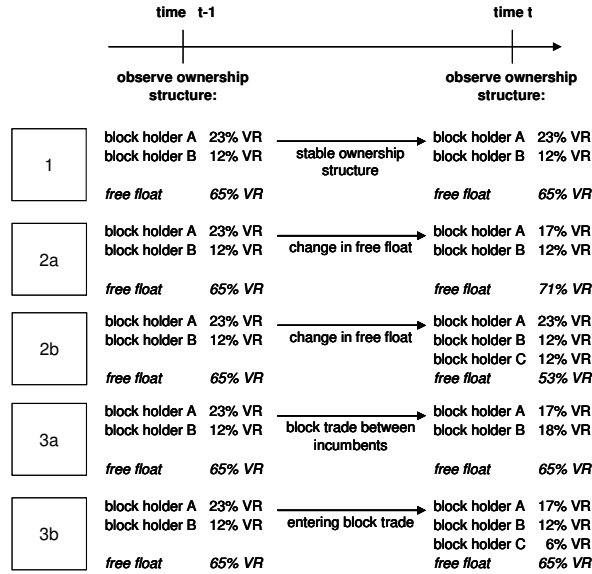 time t-1 time t
observe ownership structure: observe ownership structure:
1
block holder A 23% VR block holder A 23% VR
block holder B 12% VR stable ownership structure block holder B 12% VR
free float 65% VR free float 65% VR
2a
block holder A 23% VR block holder A 17% VR
block holder B 12% VR change in free float block holder B 12% VR
free float 65% VR free float 71% VR
2b
block holder A 23% VR block holder A 23% VR
block holder B 12% VR change in free float block holder B 12% VR
block holder C 12% VR
free float 65% VR free float 53% VR
3a
block holder A 23% VR block holder A 17% VR
block holder B 12% VR block trade between incumbents block holder B 18% VR
free float 65% VR free float 65% VR
3b
block holder A 23% VR block holder A 17% VR
block holder B 12% VR entering block trade block holder B 12% VR
block holder C 6% VR
free float 65% VR free float 65% VR